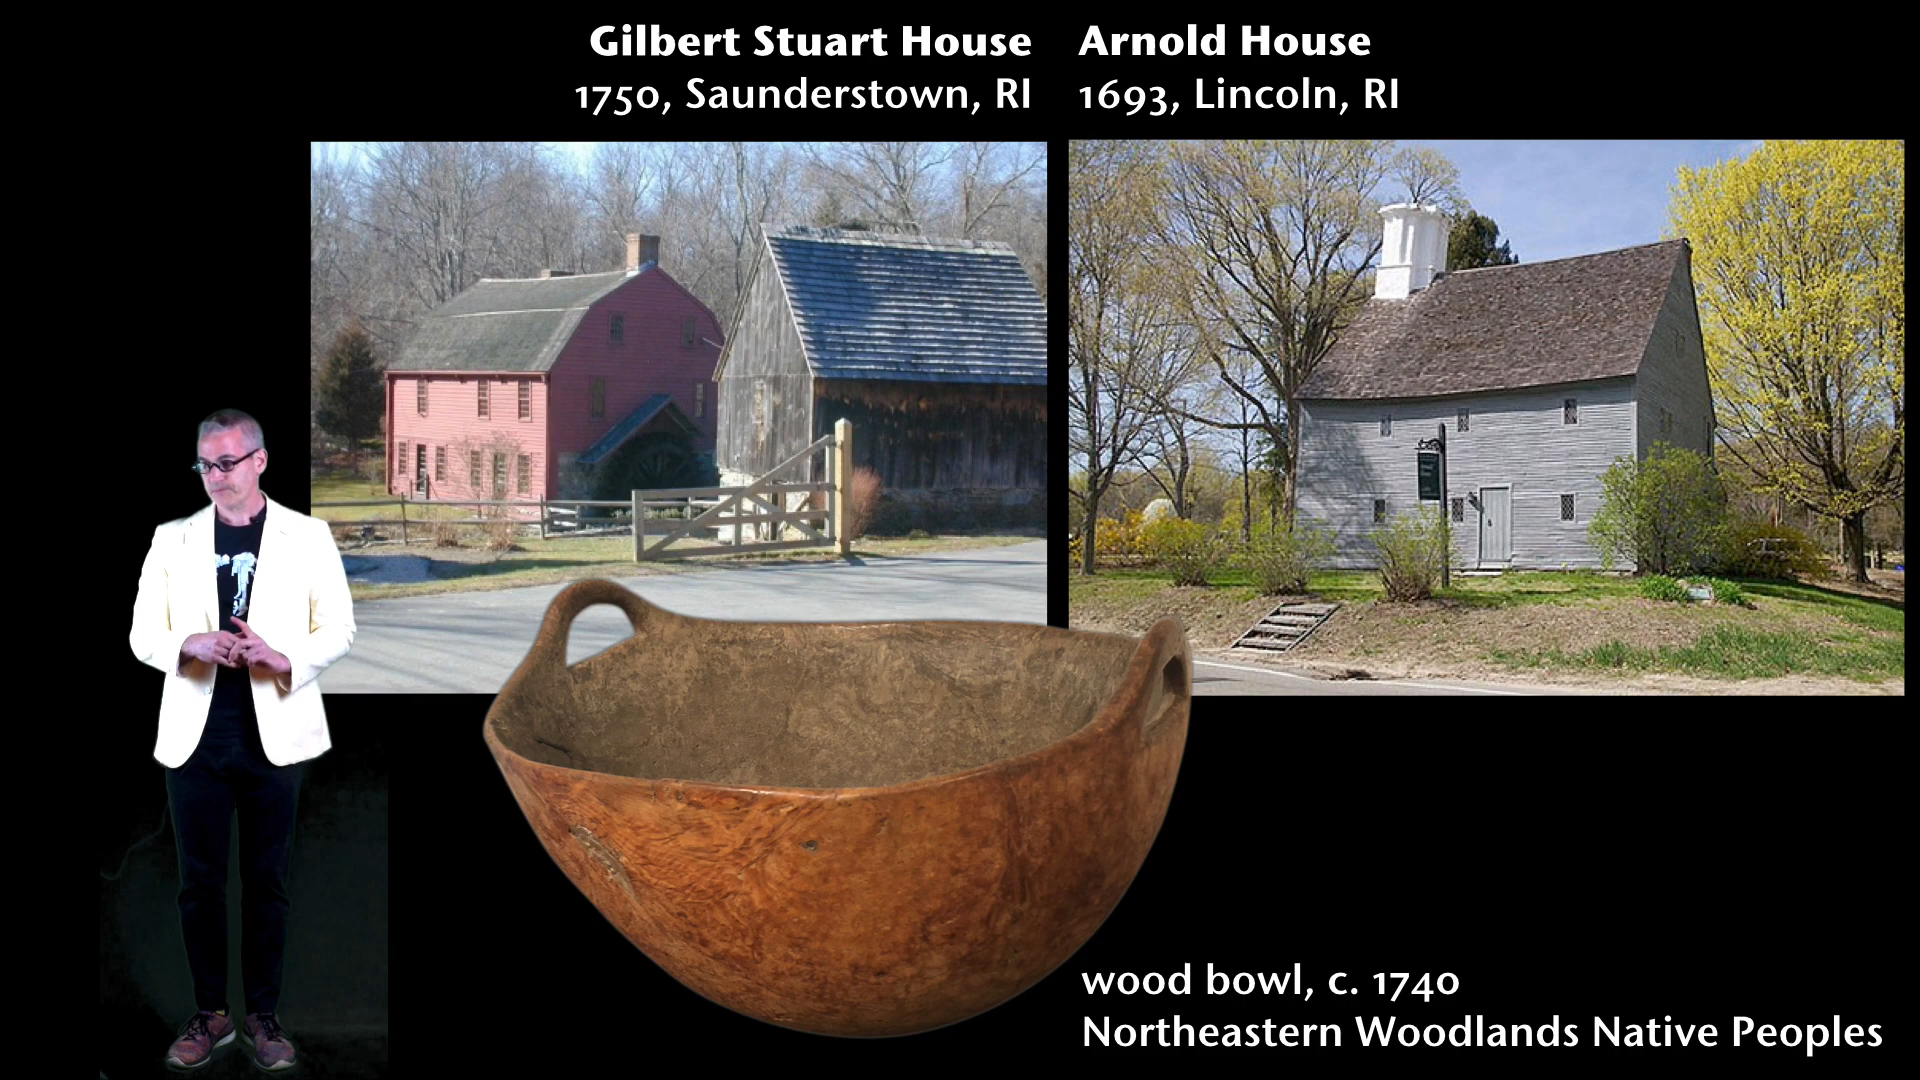 Gilbert Stuart House
1750, Saunderstown, RI
Arnold House
1693, Lincoln, RI
wood bowl, c. 1740
Northeastern Woodlands Native Peoples